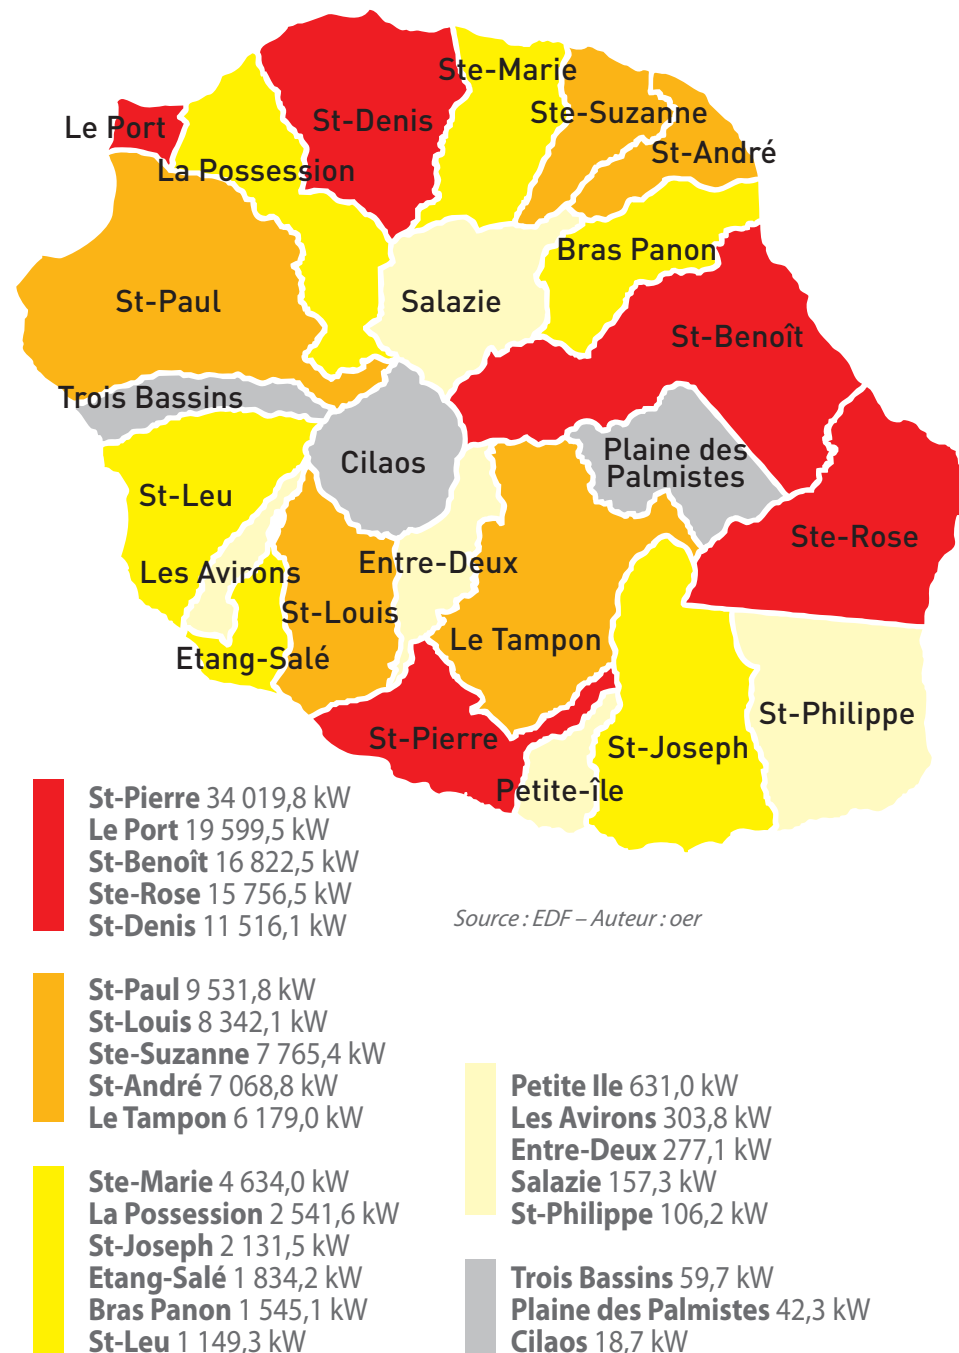 Ste-Marie
Ste-Suzanne
St-Denis
Le Port
St-André
La Possession
Bras Panon
St-Paul
Salazie
St-Benoît
Trois Bassins
Plaine des
Palmistes
Cilaos
St-Leu
Ste-Rose
Entre-Deux
Les Avirons
St-Louis
Le Tampon
Etang-Salé
St-Philippe
St-Pierre
St-Joseph
Petite-île
St-Pierre 34 019,8 kW
Le Port 19 599,5 kW
St-Benoît 16 822,5 kW
Ste-Rose 15 756,5 kW
St-Denis 11 516,1 kW
Source : EDF – Auteur : oer
St-Paul 9 531,8 kW
St-Louis 8 342,1 kW
Ste-Suzanne 7 765,4 kW
St-André 7 068,8 kW
Le Tampon 6 179,0 kW
Ste-Marie 4 634,0 kW
La Possession 2 541,6 kW
St-Joseph 2 131,5 kW
Etang-Salé 1 834,2 kW
Bras Panon 1 545,1 kW
St-Leu 1 149,3 kW
Petite Ile 631,0 kW
Les Avirons 303,8 kW
Entre-Deux 277,1 kW
Salazie 157,3 kW
St-Philippe 106,2 kW
Trois Bassins 59,7 kW
Plaine des Palmistes 42,3 kW
Cilaos 18,7 kW